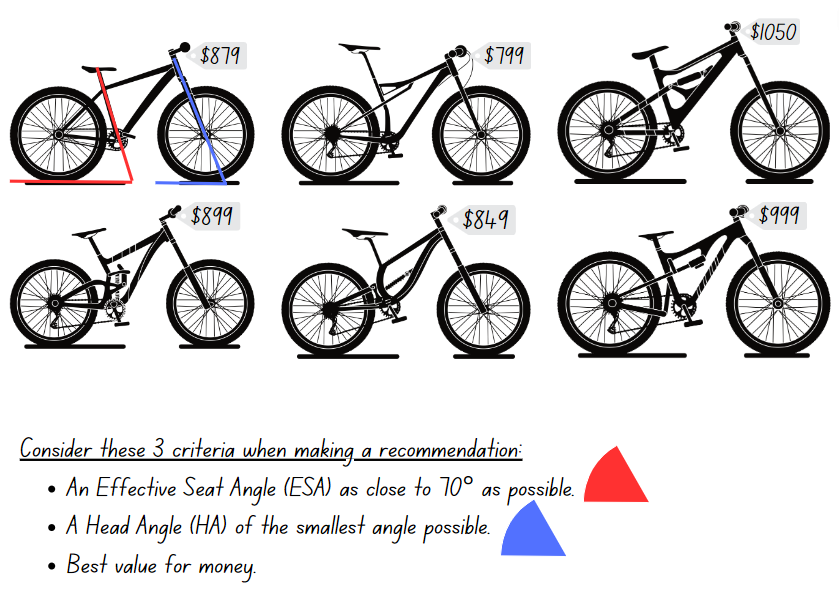 $879
$799
$1050
$899
$849
$999
Consider these 3 criteria when making a recommendation:
• An Effective Seat Angle (ESA) as close to 70° as possible.
• A Head Angle (HA) of the smallest angle possible.
• Best value for money.